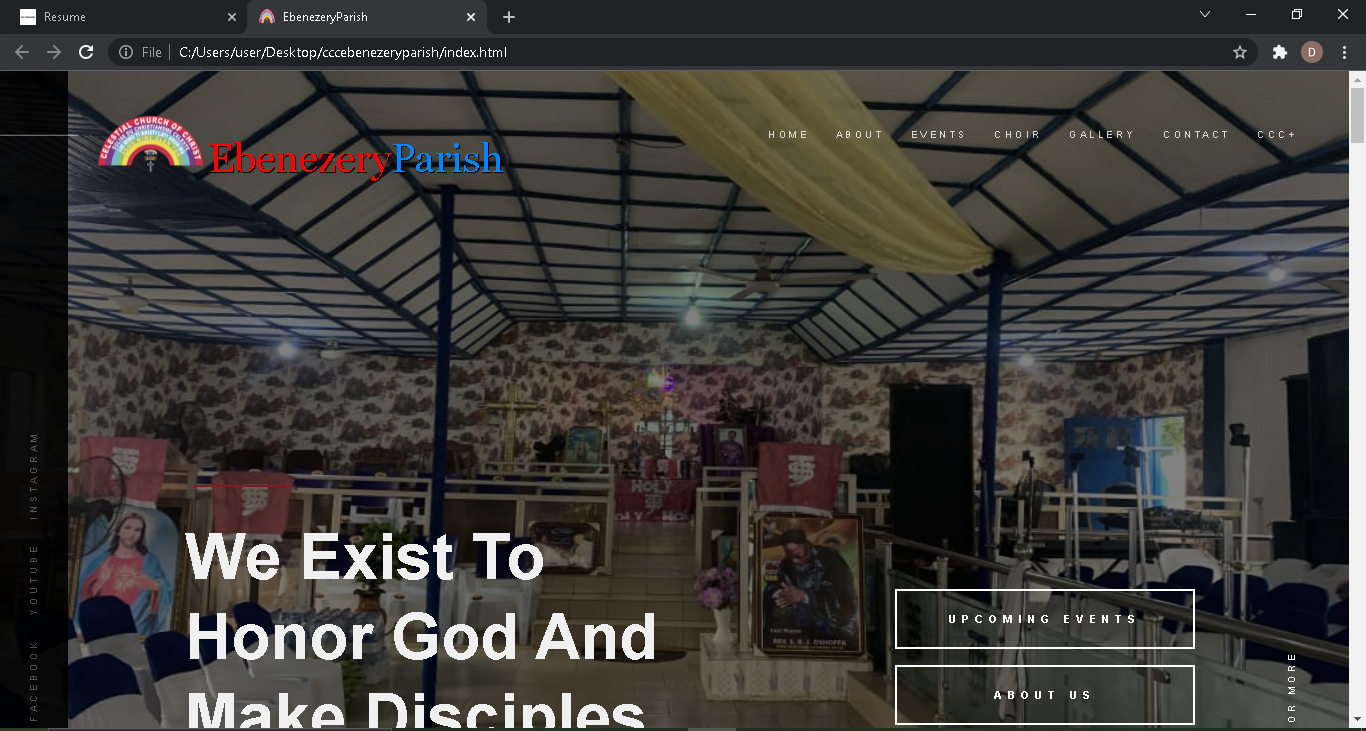 Resume
EbenezeryParish
File
C:/Users/user/Desktop/cccebenezeryparish/index.html
D
CELESTIAL CHURCH OF CHRIST
EbenezeryParish
HOME ABOUT EVENTS CHOIR GALLERY CONTACT CCC+
INSTAGRAM
YOUTUBE
FACEBOOK
HOLY
We Exist To
Honor God And
Make Disciples
UPCOMING EVENTS
ABOUT US
OR MORE